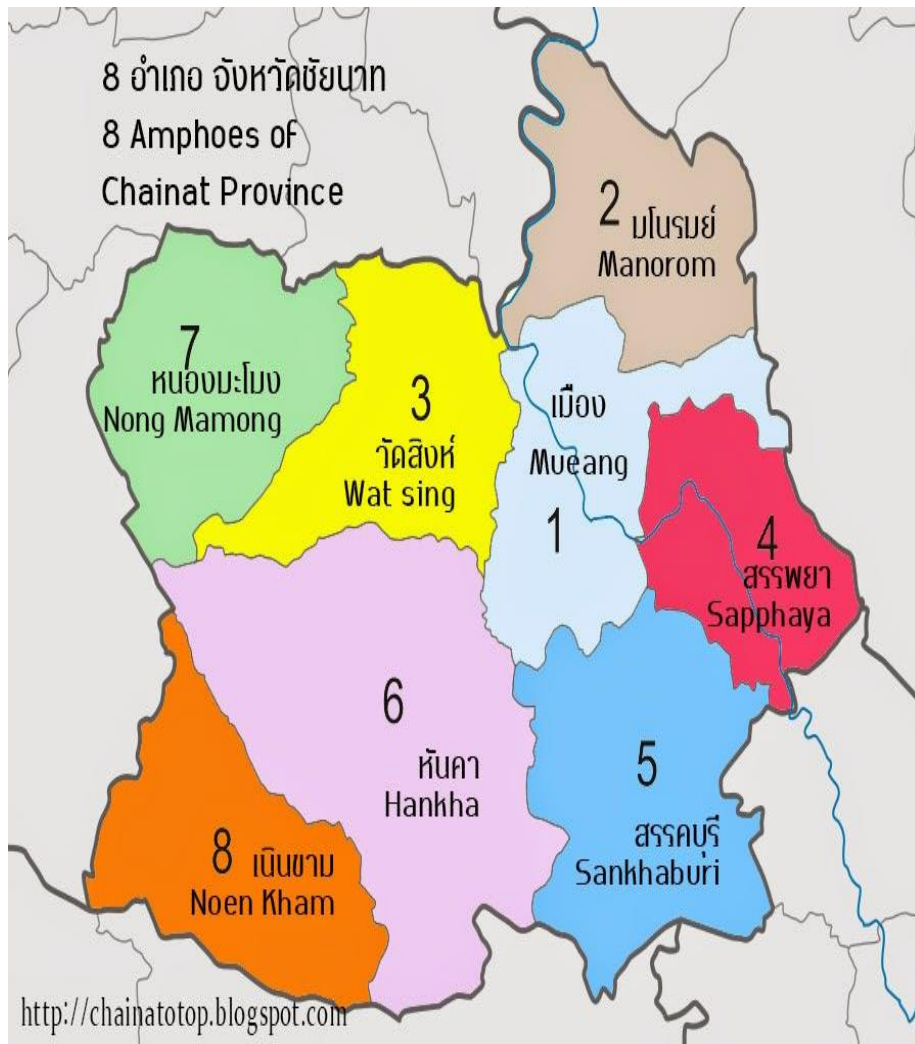 8 อำเภอ จังหวัดชัยนาท
8 Amphoes of
Chainat Province
2 มโนรมย์
Manorom
7
หนองมะโมง
Nong Mamong
3
วัดสิงห์
Wat sing
เมือง
Mueang
1
4
สรรพยา
Sapphaya
6
หันคา
Hankha
5
สรรคบุรี
Sankhaburi
8 เนินขาม
Noen Kham
http://chainatotop.blogspot.com